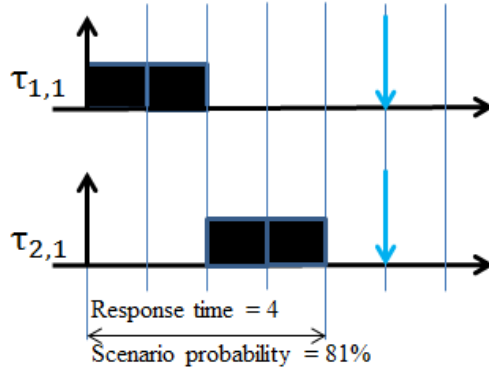 τ1,1
τ2,1
Response time = 4
Scenario probability = 81%